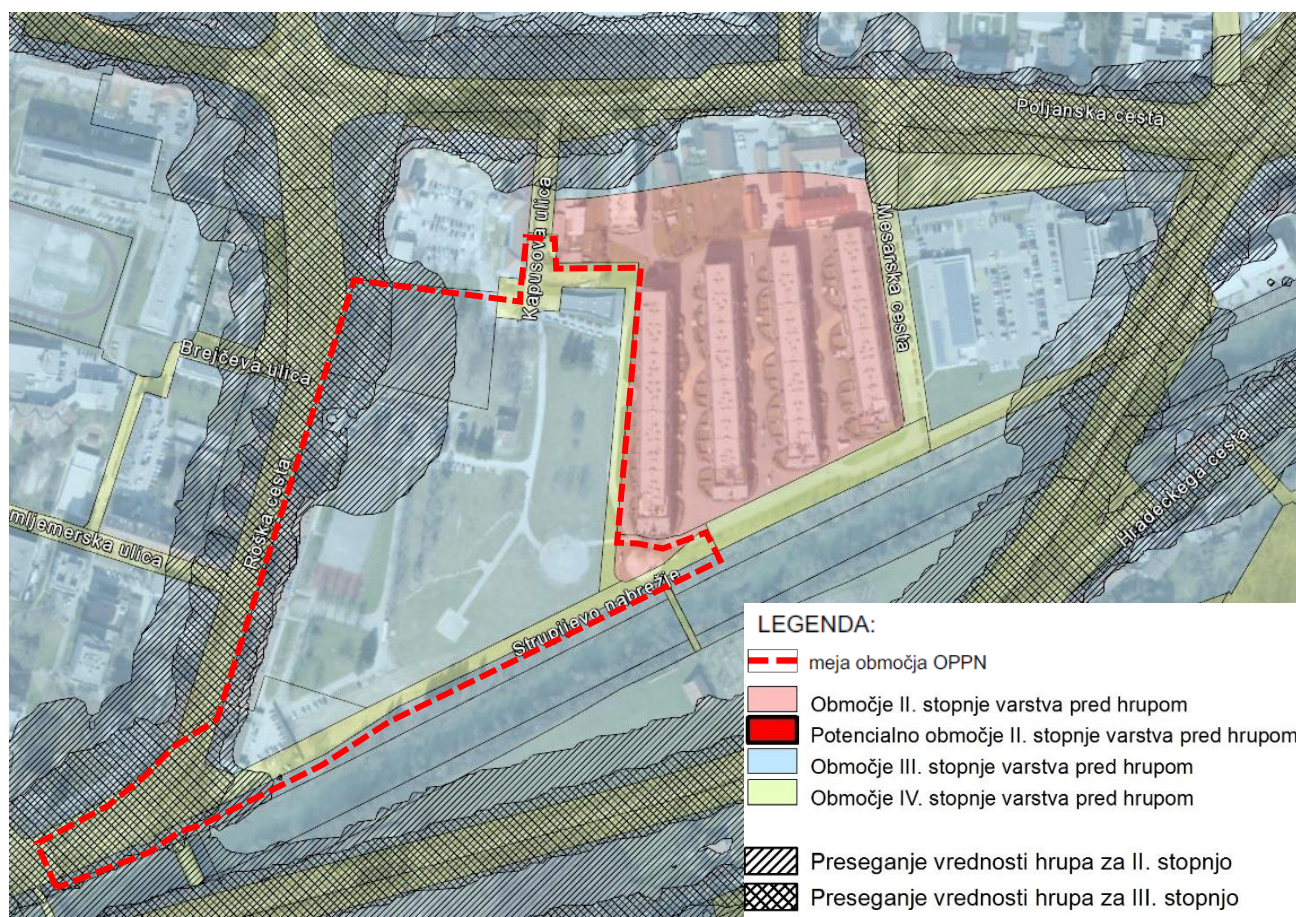 Poljanska cesta
Kapusova ulica
Mesarska cesta
Brejčeva ulica
Roška cesta
mljemerska ulica
Hradeckega cesta
Strupijevo nabrežje
LEGENDA:
meja območja OPPN
Območje II. stopnje varstva pred hrupom
Potencialno območje II. stopnje varstva pred hrupom
Območje III. stopnje varstva pred hrupom
Območje IV. stopnje varstva pred hrupom
Preseganje vrednosti hrupa za II. stopnjo
Preseganje vrednosti hrupa za III. stopnjo